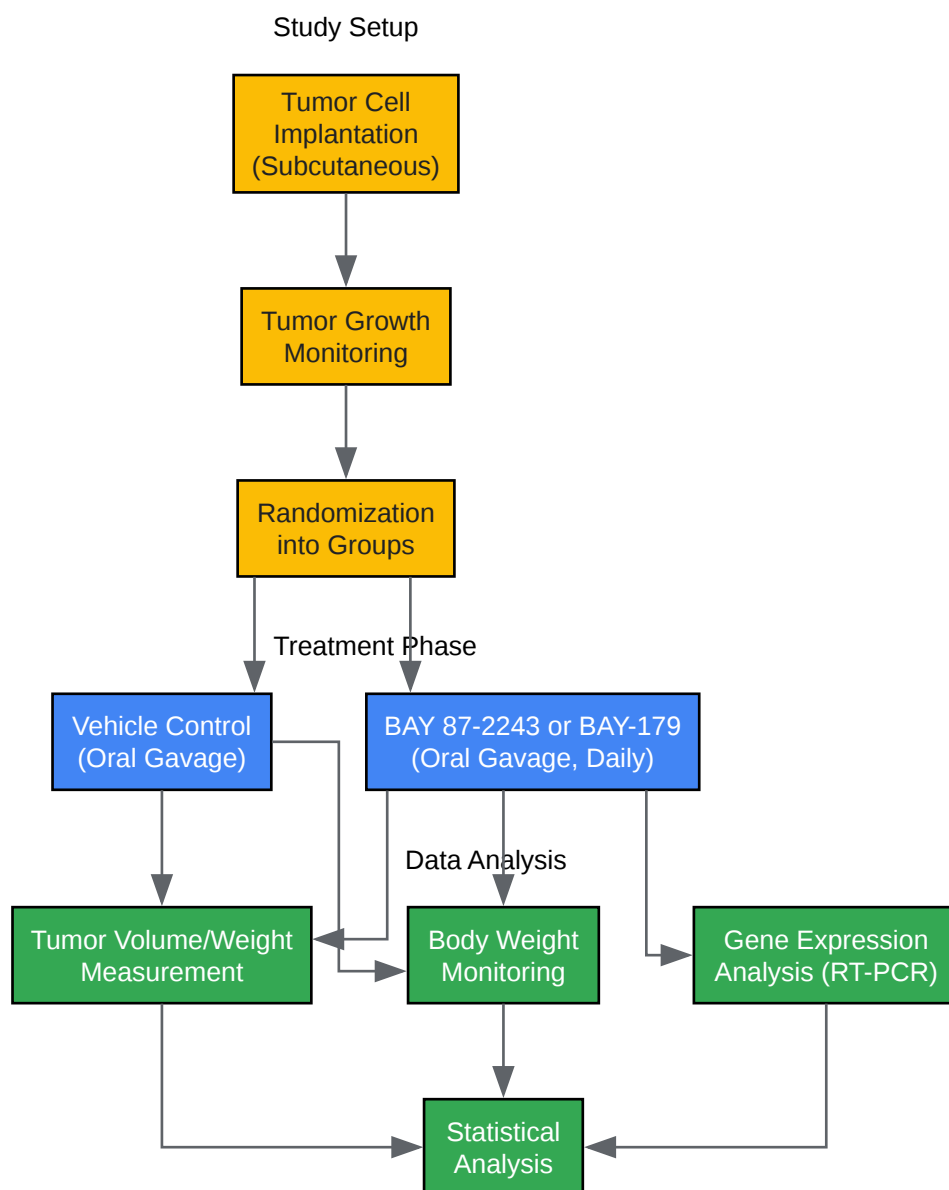 Study Setup
Tumor Cell
Implantation
(Subcutaneous)
Tumor Growth
Monitoring
Randomization
into Groups
Treatment Phase
Vehicle Control
(Oral Gavage)
BAY 87-2243 or BAY-179
(Oral Gavage, Daily)
Data Analysis
Tumor Volume/Weight
Measurement
Body Weight
Monitoring
Gene Expression
Analysis (RT-PCR)
Statistical
Analysis